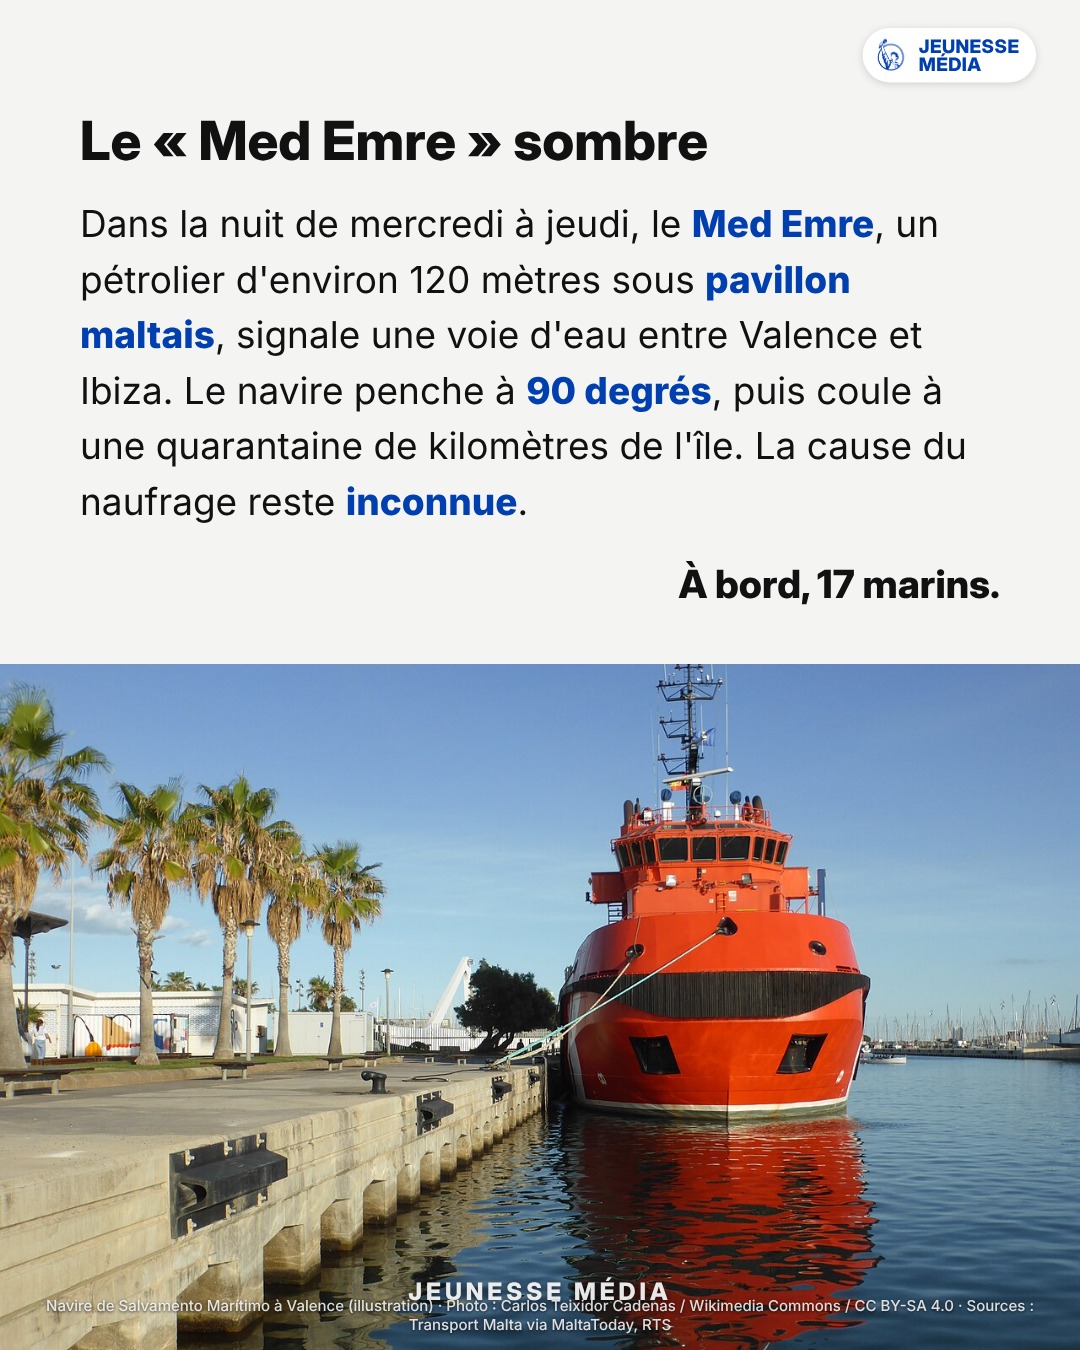 JEUNESSE
MÉDIA
Le « Med Emre » sombre
Dans la nuit de mercredi à jeudi, le Med Emre, un
pétrolier d'environ 120 mètres sous pavillon
maltais, signale une voie d'eau entre Valence et
Ibiza. Le navire penche à 90 degrés, puis coule à
une quarantaine de kilomètres de l'île. La cause du
naufrage reste inconnue.
À bord, 17 marins.
JEUNESSE MÉDIA
Navire de Salvamento Marítimo à Valence (illustration) · Photo : Carlos Teixidor Cadenas / Wikimedia Commons / CC BY-SA 4.0 · Sources :
Transport Malta via MaltaToday, RTS